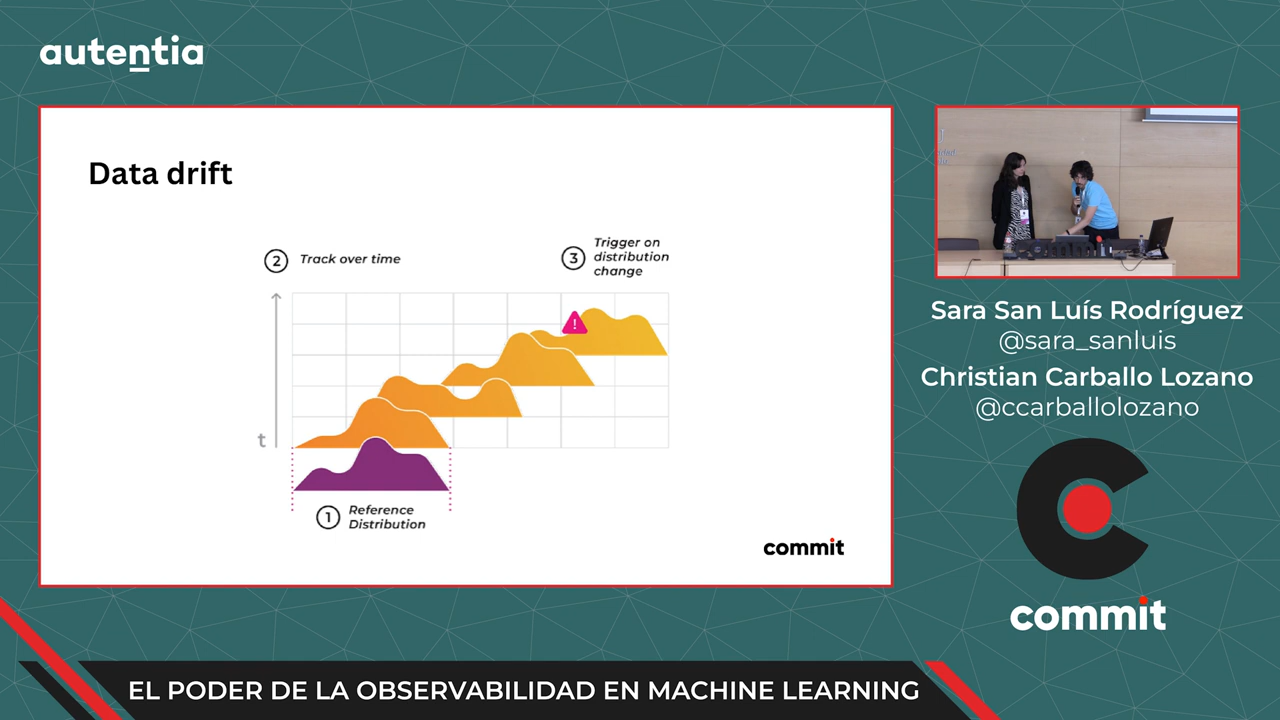 autentia
Data drift
2 Track over time
3 Trigger on
distribution
change
!
t
1 Reference
Distribution
commit
Sara San Luís Rodríguez
@sara_sanluis
Christian Carballo Lozano
@ccarballolozano
commit
EL PODER DE LA OBSERVABILIDAD EN MACHINE LEARNING